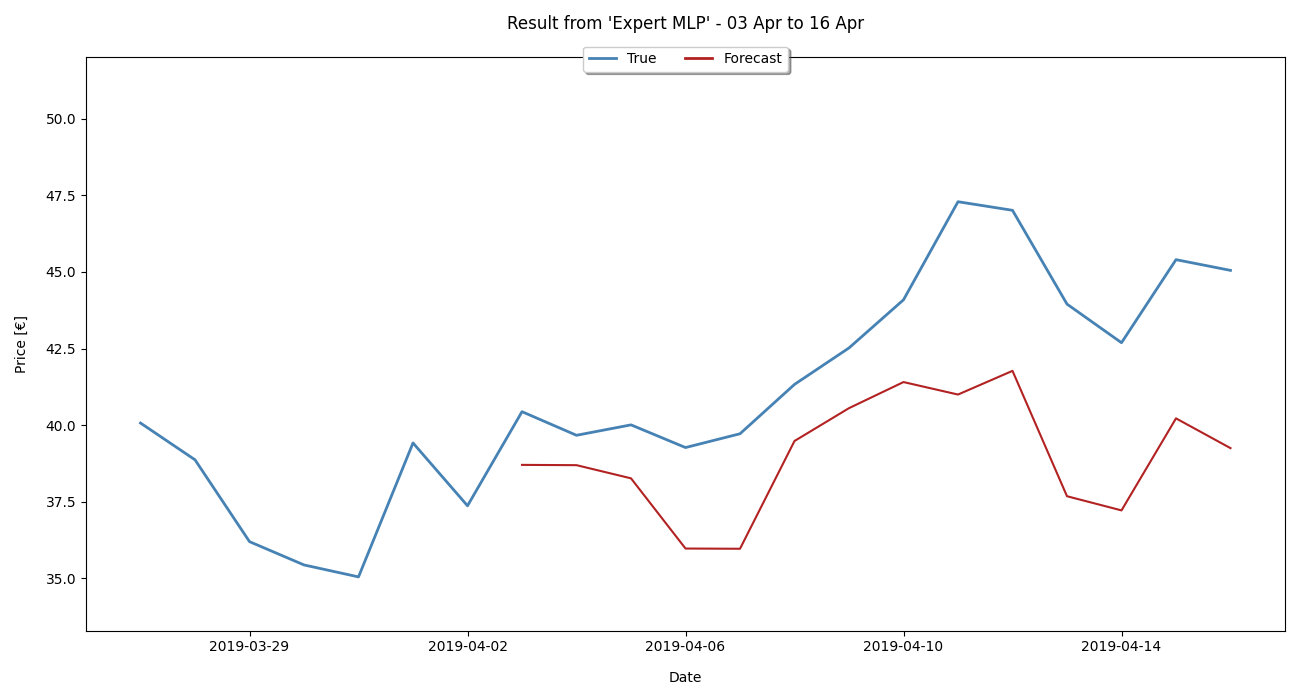 Result from 'Expert MLP' - 03 Apr to 16 Apr
True Forecast
50.0
47.5
45.0
42.5
40.0
37.5
35.0
Price [€]
2019-03-29 2019-04-02 2019-04-06 2019-04-10 2019-04-14
Date